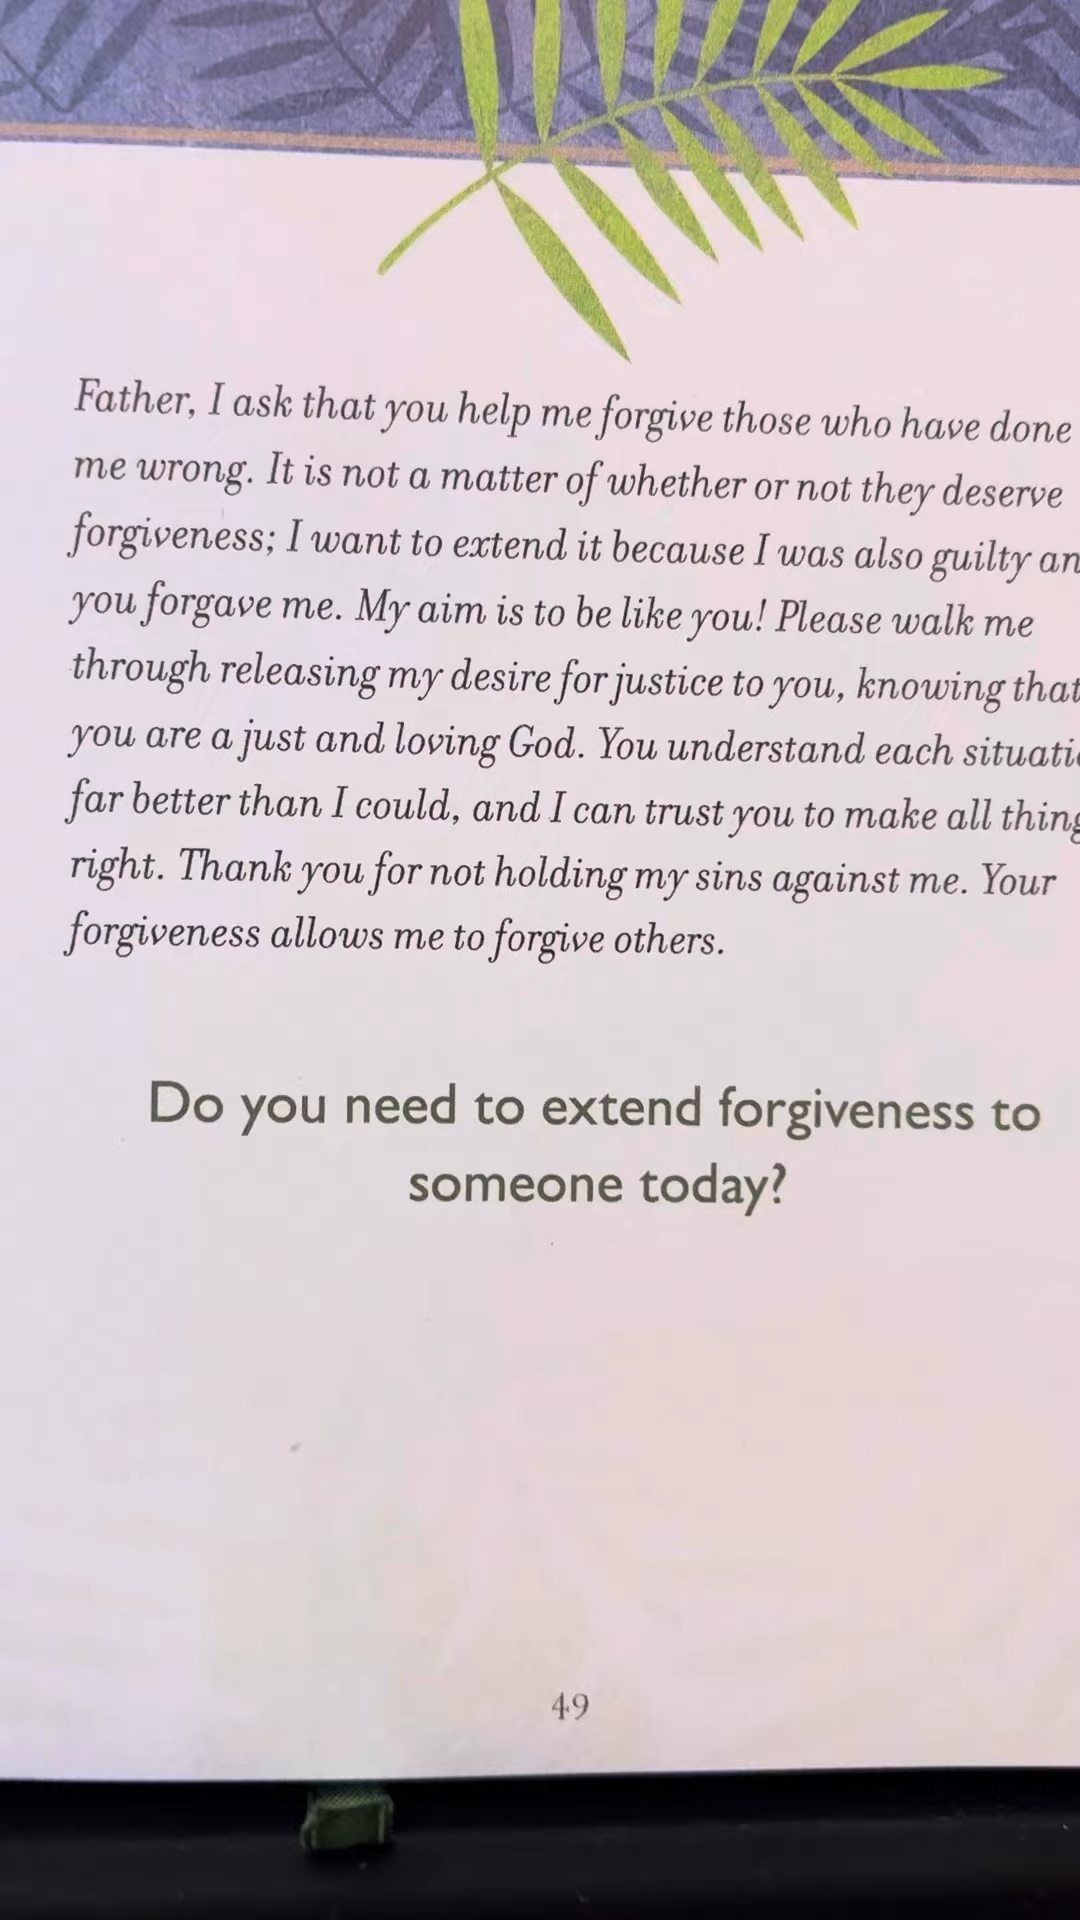 Father, I ask that you help me forgive those who have done
me wrong. It is not a matter of whether or not they deserve
forgiveness; I want to extend it because I was also guilty an
you forgave me. My aim is to be like you! Please walk me
through releasing my desire for justice to you, knowing that
you are a just and loving God. You understand each situati
far better than I could, and I can trust you to make all thing
right. Thank you for not holding my sins against me. Your
forgiveness allows me to forgive others.
Do you need to extend forgiveness to
someone today?
49